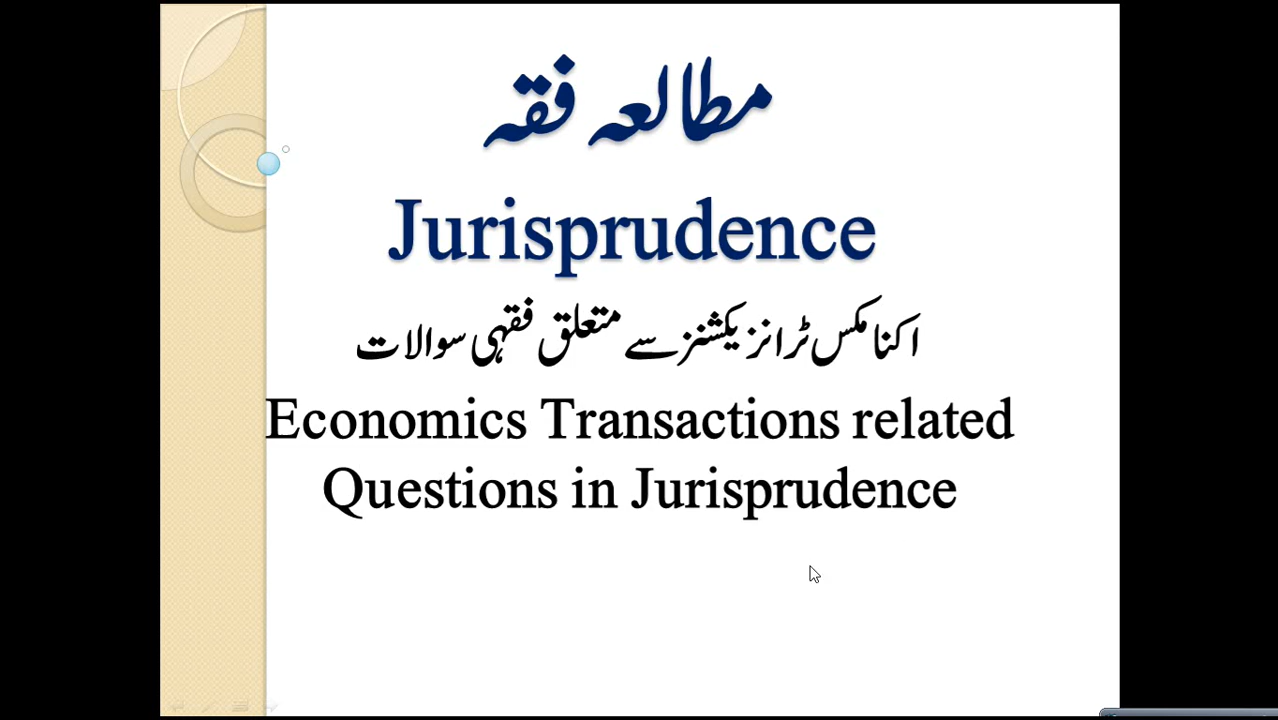 مطالعہ فقہ
Jurisprudence
اکنامکس ٹرانزیکشنز سے متعلق فقہی سوالات
Economics Transactions related
Questions in Jurisprudence